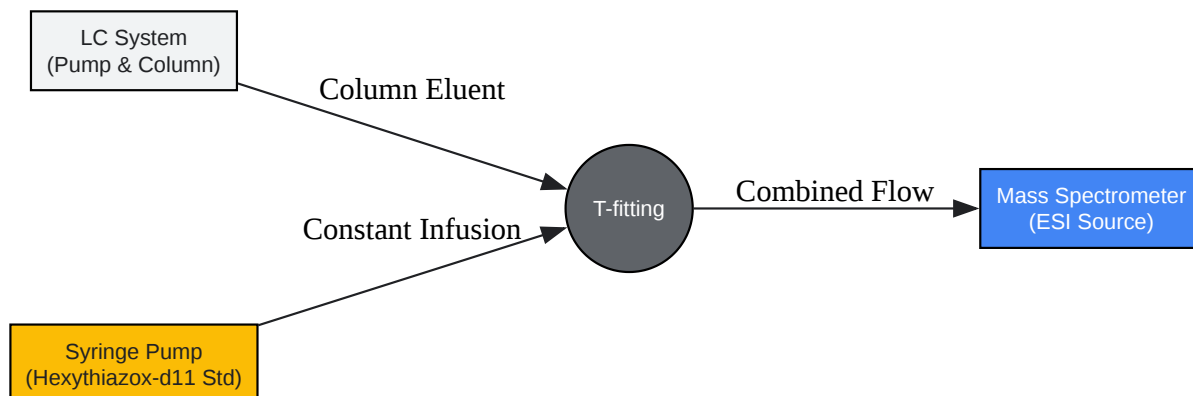 LC System
(Pump & Column)
Column Eluent
T-fitting
Combined Flow
Mass Spectrometer
(ESI Source)
Constant Infusion
Syringe Pump
(Hexythiazox-d11 Std)